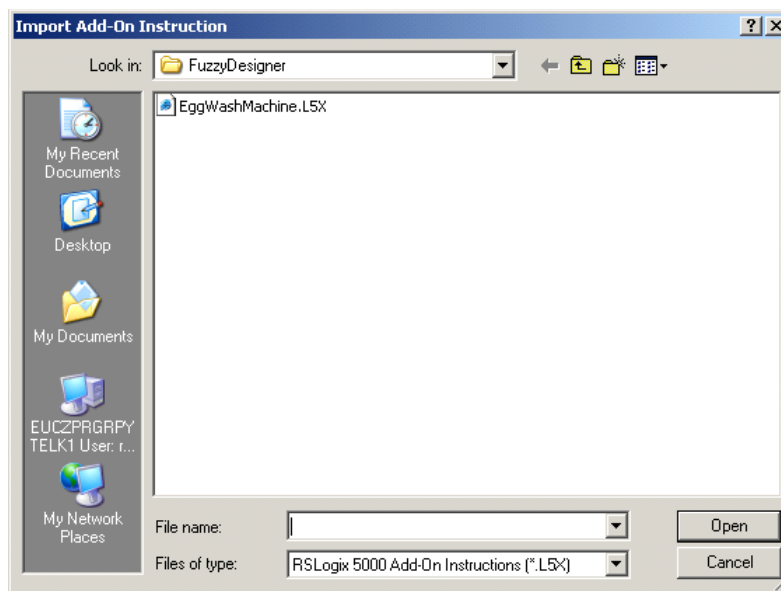 Import Add-On Instruction
Look in:
FuzzyDesigner
EggWashMachine.L5X
My Recent
Documents
Desktop
My Documents
EUCZPRGRPY
TELK1 User: r...
My Network
Places
File name:
Open
Files of type:
RSLogix 5000 Add-On Instructions (*.L5X)
Cancel